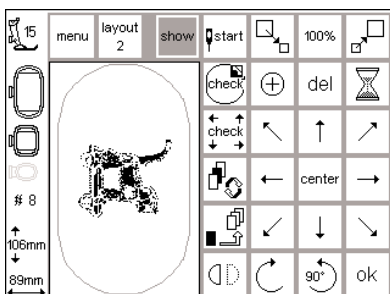 15
menu
layout
2
show
start
100%
check
del
check
center
# 8
106mm
89mm
90°
ok